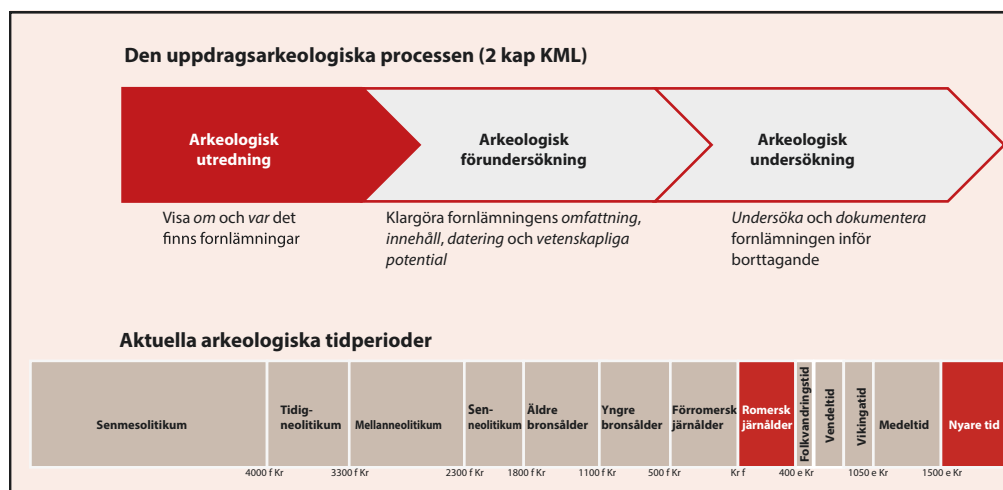 Den uppdragsarkeologiska processen (2 kap KML)
Arkeologisk
utredning
Arkeologisk
förundersökning
Arkeologisk
undersökning
Visa om och var det
finns fornlämningar
Klargöra fornlämningens omfattning,
innehåll, datering och vetenskapliga
potential
Undersöka och dokumentera
fornlämningen inför
borttagande
Aktuella arkeologiska tidperioder
Senmesolitikum
Tidig-
neolitikum
Mellanneolitikum
Sen-
neolitikum
Äldre
bronsålder
Yngre
bronsålder
Förromersk
järnålder
Romersk
järnålder
Folkvandringstid
Vendeltid
Vikingatid
Medeltid
Nyare tid
4000 f Kr
3300 f Kr
2300 f Kr
1800 f Kr
1100 f Kr
500 f Kr
Kr f
400 e Kr
1050 e Kr
1500 e Kr